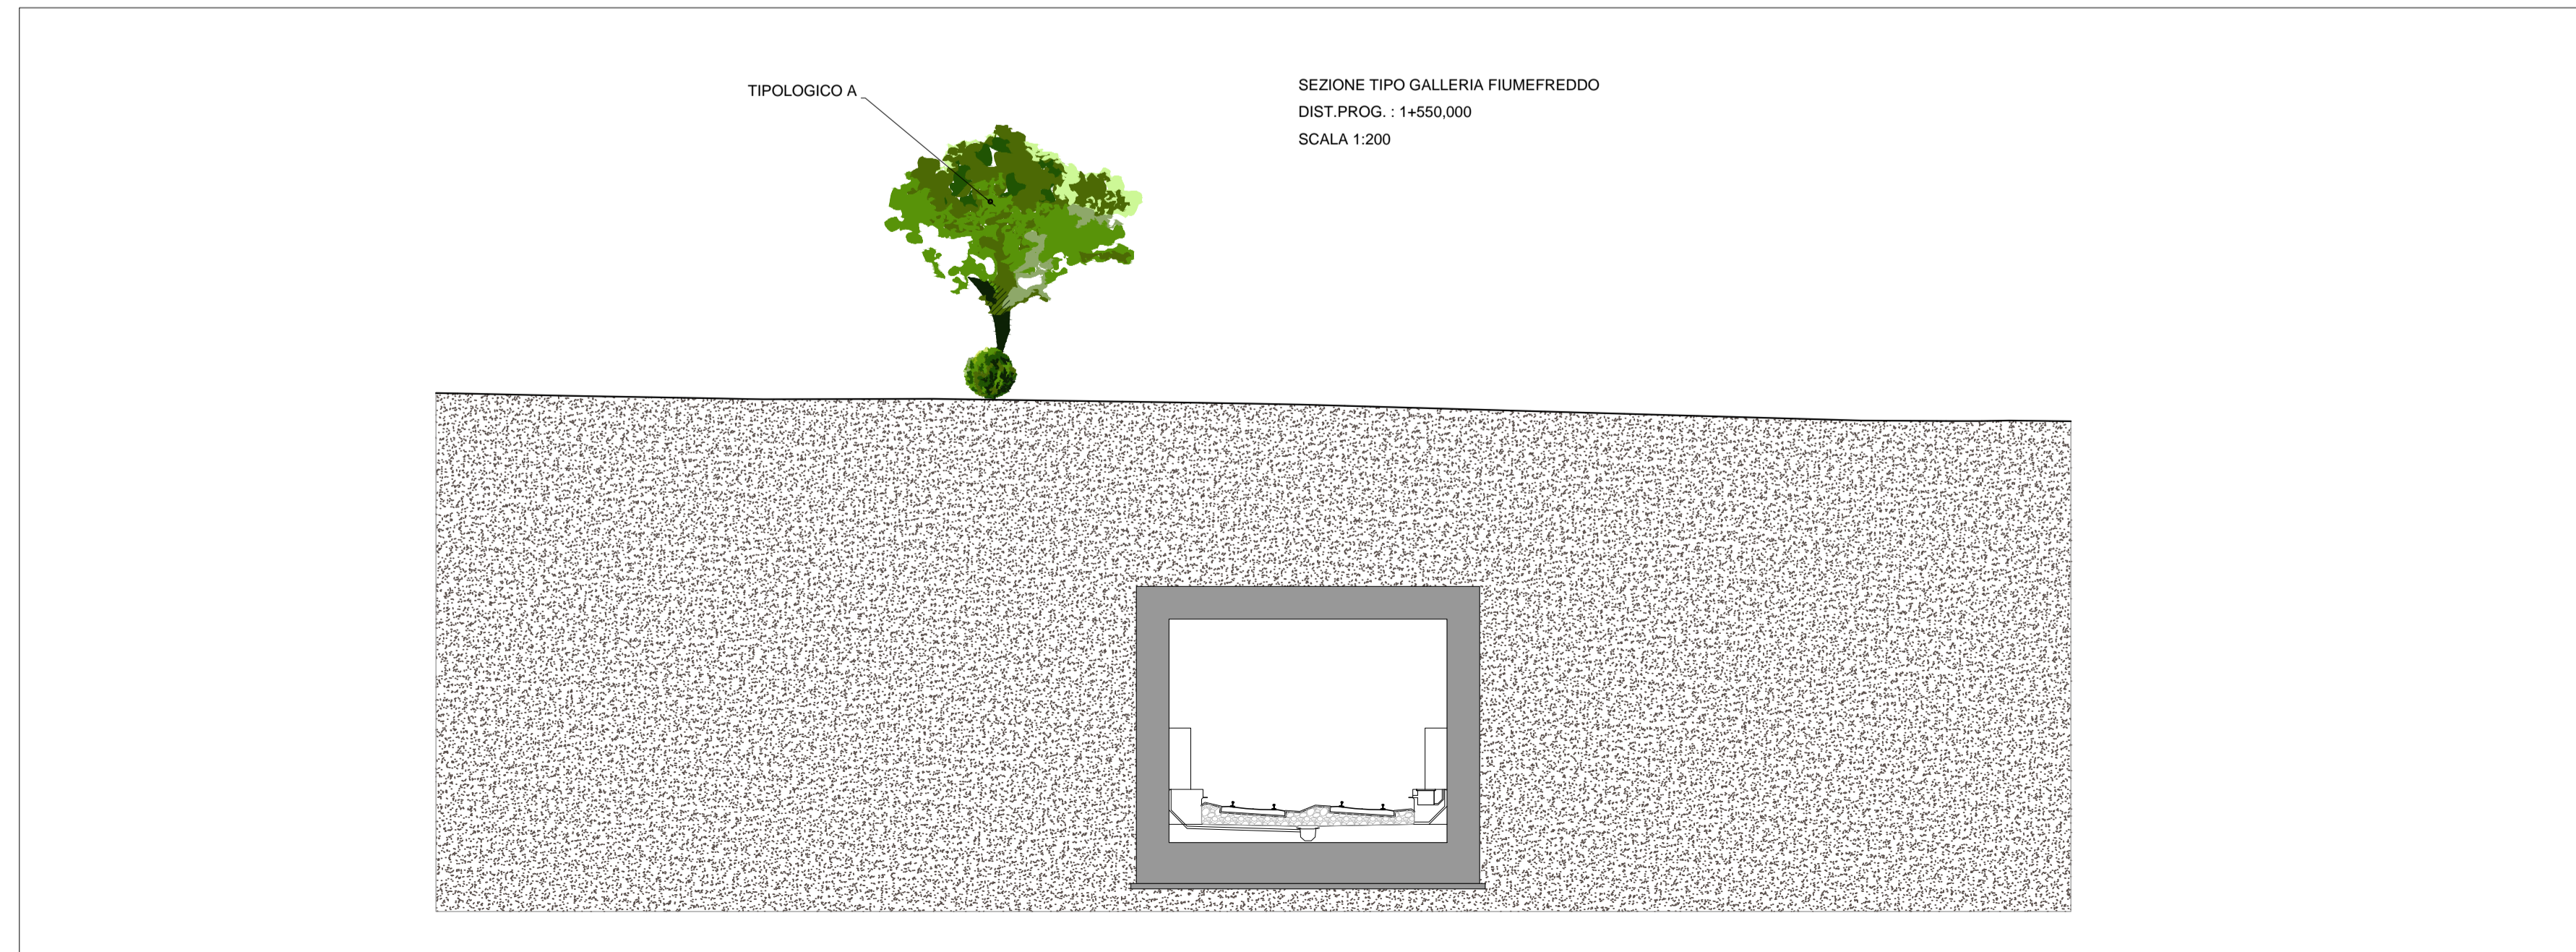 TIPOLOGICO A
SEZIONE TIPO GALLERIA FIUMEFREDDO
DIST.PROG. : 1+550,000
SCALA 1:200